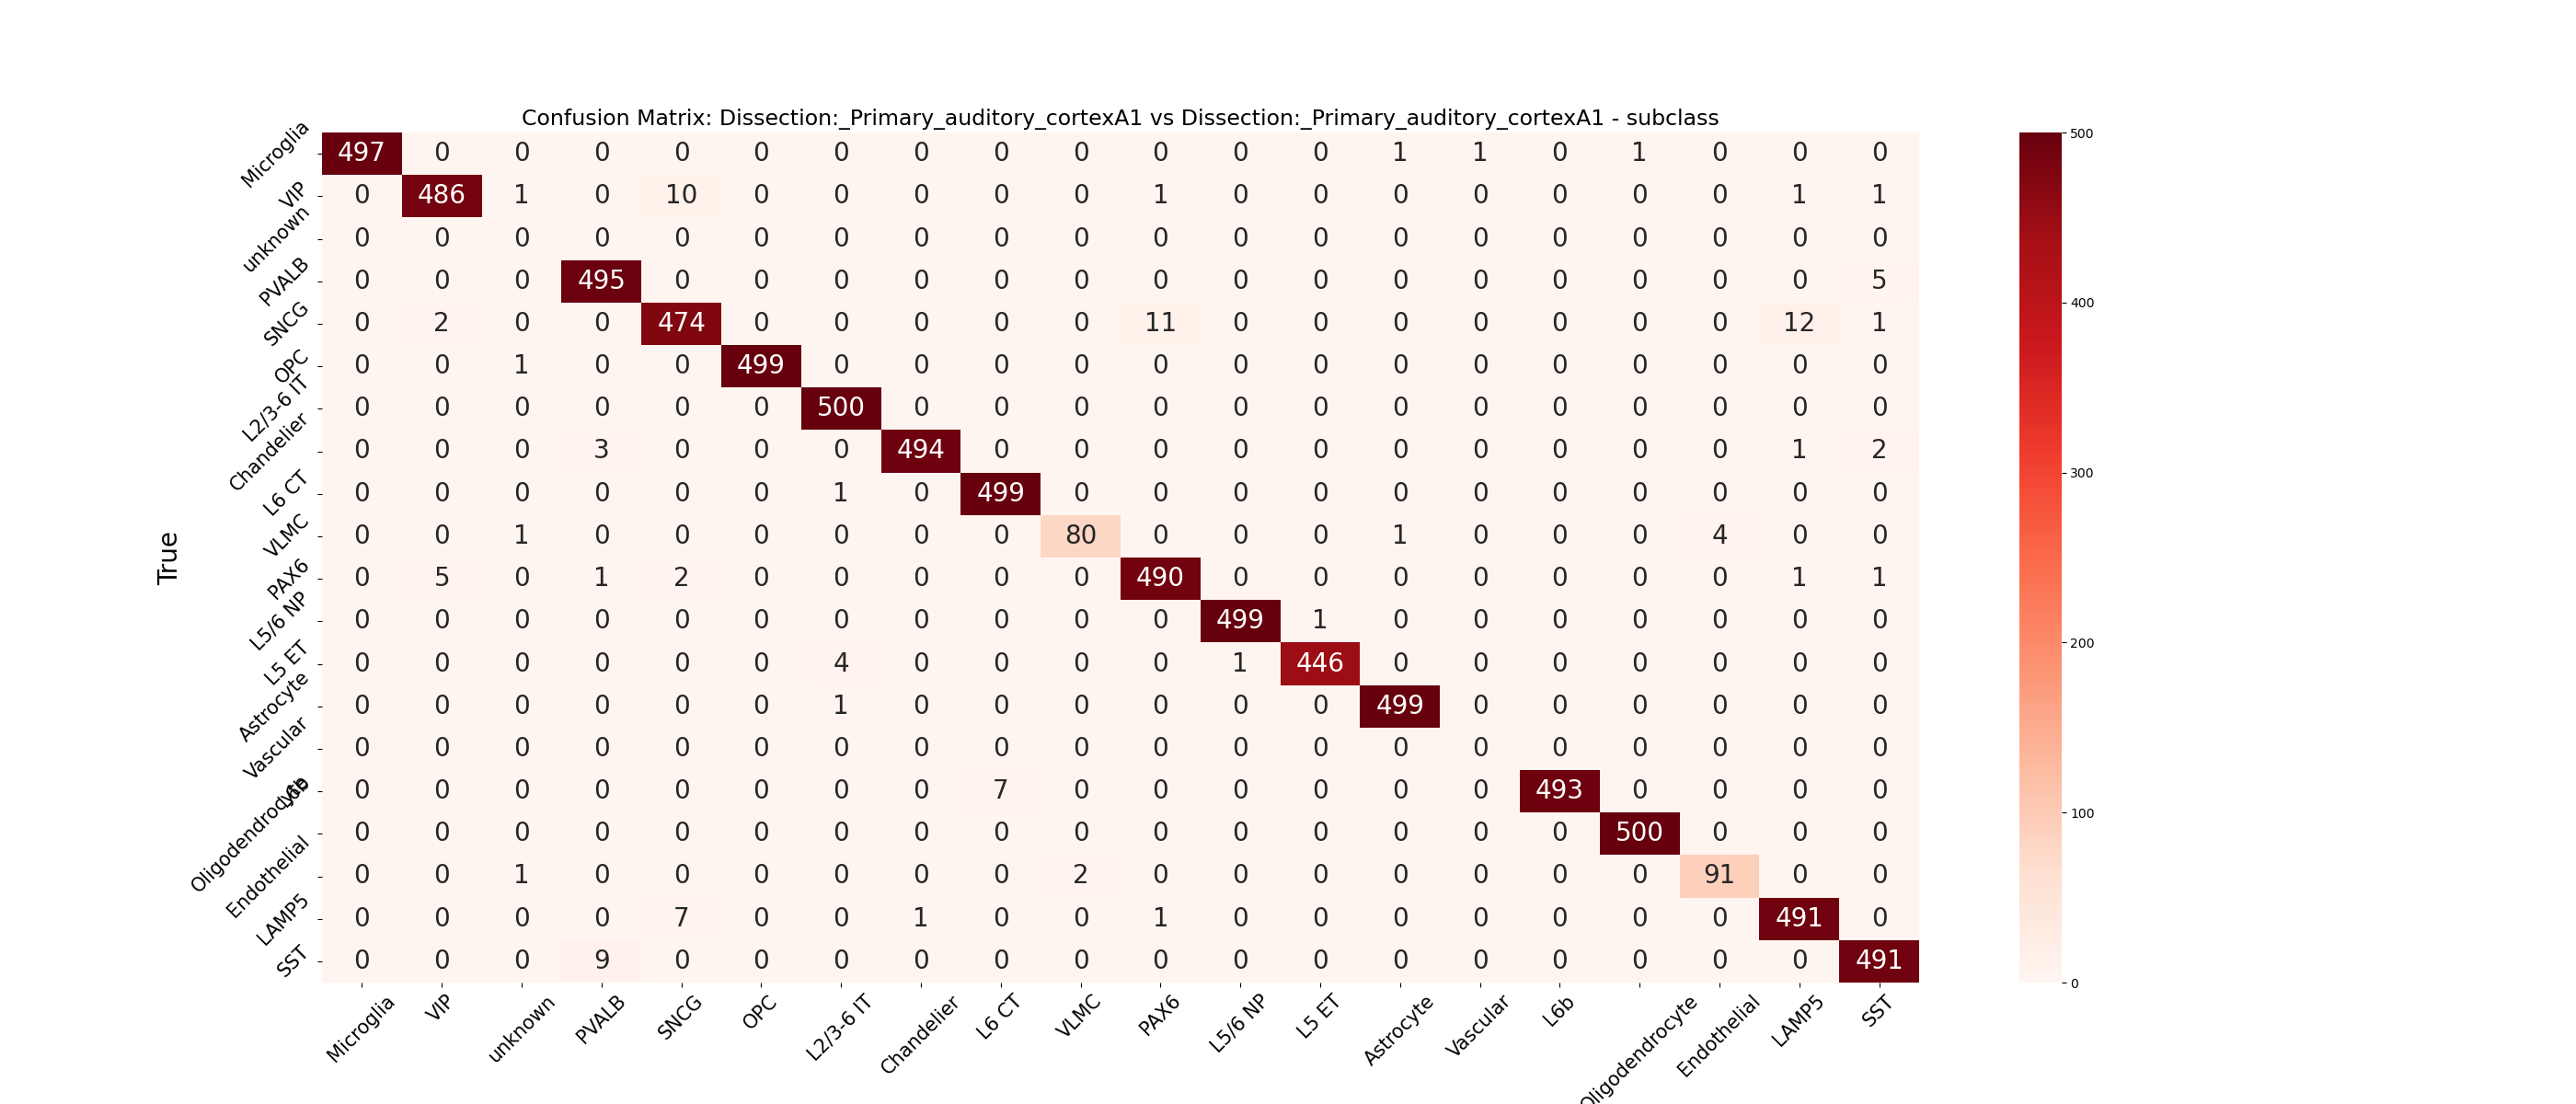 Confusion Matrix: Dissection:_Primary_auditory_cortexA1 vs Dissection:_Primary_auditory_cortexA1 - subclass
True
Microglia 497 0 0 0 0 0 0 0 0 0 0 0 0 1 1 0 1 0 0 0
VIP 0 486 1 0 10 0 0 0 0 0 1 0 0 0 0 0 0 0 1 1
unknown 0 0 0 0 0 0 0 0 0 0 0 0 0 0 0 0 0 0 0 0
PVALB 0 0 0 495 0 0 0 0 0 0 0 0 0 0 0 0 0 0 0 5
SNCG 0 2 0 0 474 0 0 0 0 0 11 0 0 0 0 0 0 0 12 1
OPC 0 0 1 0 0 499 0 0 0 0 0 0 0 0 0 0 0 0 0 0
L2/3-6 IT 0 0 0 0 0 0 500 0 0 0 0 0 0 0 0 0 0 0 0 0
Chandelier 0 0 0 3 0 0 0 494 0 0 0 0 0 0 0 0 0 0 1 2
L6 CT 0 0 0 0 0 0 1 0 499 0 0 0 0 0 0 0 0 0 0 0
VLMC 0 0 1 0 0 0 0 0 0 80 0 0 0 1 0 0 0 4 0 0
PAX6 0 5 0 1 2 0 0 0 0 0 490 0 0 0 0 0 0 0 1 1
L5/6 NP 0 0 0 0 0 0 0 0 0 0 0 499 1 0 0 0 0 0 0 0
L5 ET 0 0 0 0 0 0 4 0 0 0 0 1 446 0 0 0 0 0 0 0
Astrocyte 0 0 0 0 0 0 1 0 0 0 0 0 0 499 0 0 0 0 0 0
Vascular 0 0 0 0 0 0 0 0 0 0 0 0 0 0 0 0 0 0 0 0
L6b 0 0 0 0 0 0 0 0 7 0 0 0 0 0 0 493 0 0 0 0
Oligodendrocyte 0 0 0 0 0 0 0 0 0 0 0 0 0 0 0 0 500 0 0 0
Endothelial 0 0 1 0 0 0 0 0 0 2 0 0 0 0 0 0 0 91 0 0
LAMP5 0 0 0 0 7 0 0 1 0 0 1 0 0 0 0 0 0 0 491 0
SST 0 0 0 9 0 0 0 0 0 0 0 0 0 0 0 0 0 0 0 491
Microglia VIP unknown PVALB SNCG OPC L2/3-6 IT Chandelier L6 CT VLMC PAX6 L5/6 NP L5 ET Astrocyte Vascular L6b Oligodendrocyte Endothelial LAMP5 SST
500
400
300
200
100
0